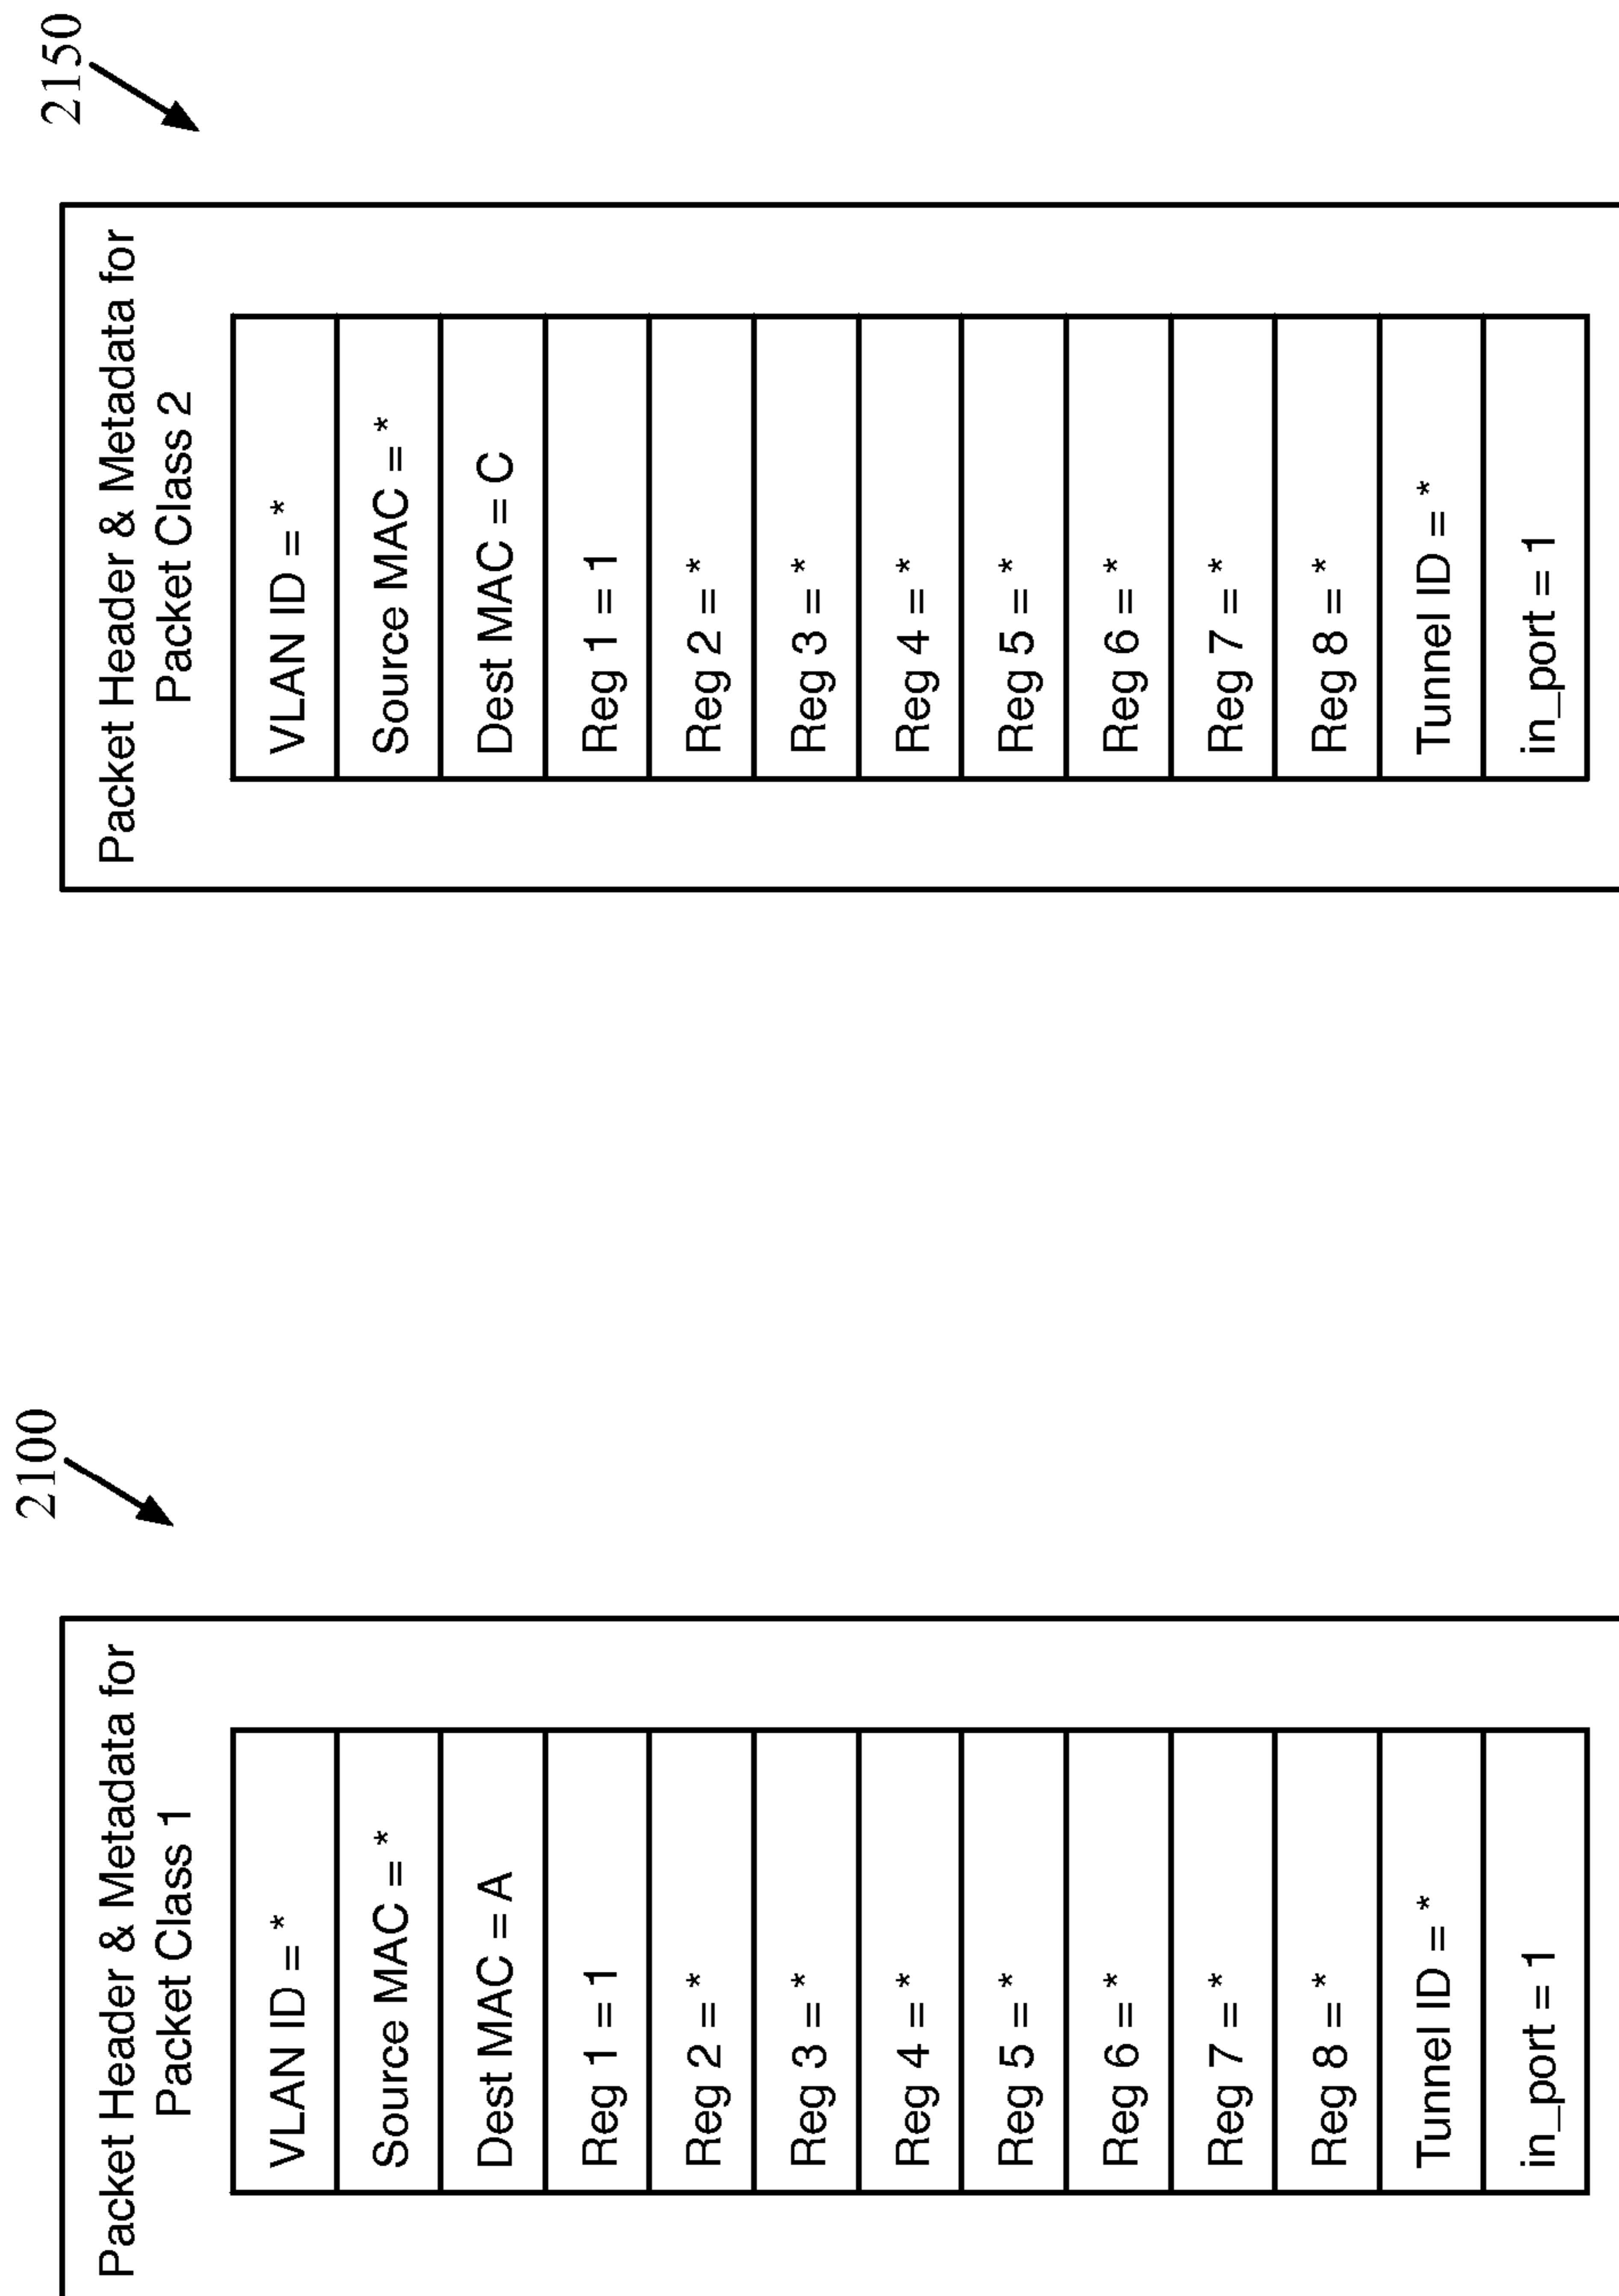 2100
Packet Header & Metadata for
Packet Class 1
VLAN ID = *
Source MAC = *
Dest MAC = A
Reg 1 = 1
Reg 2 = *
Reg 3 = *
Reg 4 = *
Reg 5 = *
Reg 6 = *
Reg 7 = *
Reg 8 = *
Tunnel ID = *
in_port = 1
2150
Packet Header & Metadata for
Packet Class 2
VLAN ID = *
Source MAC = *
Dest MAC = C
Reg 1 = 1
Reg 2 = *
Reg 3 = *
Reg 4 = *
Reg 5 = *
Reg 6 = *
Reg 7 = *
Reg 8 = *
Tunnel ID = *
in_port = 1